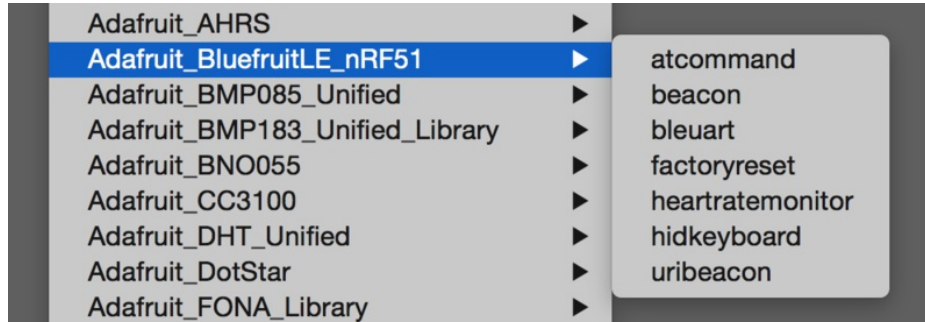 Adafruit_AHRS
Adafruit_BluefruitLE_nRF51
Adafruit_BMP085_Unified
Adafruit_BMP183_Unified_Library
Adafruit_BNO055
Adafruit_CC3100
Adafruit_DHT_Unified
Adafruit_DotStar
Adafruit_FONA_Library
atcommand
beacon
bleuart
factoryreset
heartratemonitor
hidkeyboard
uribeacon